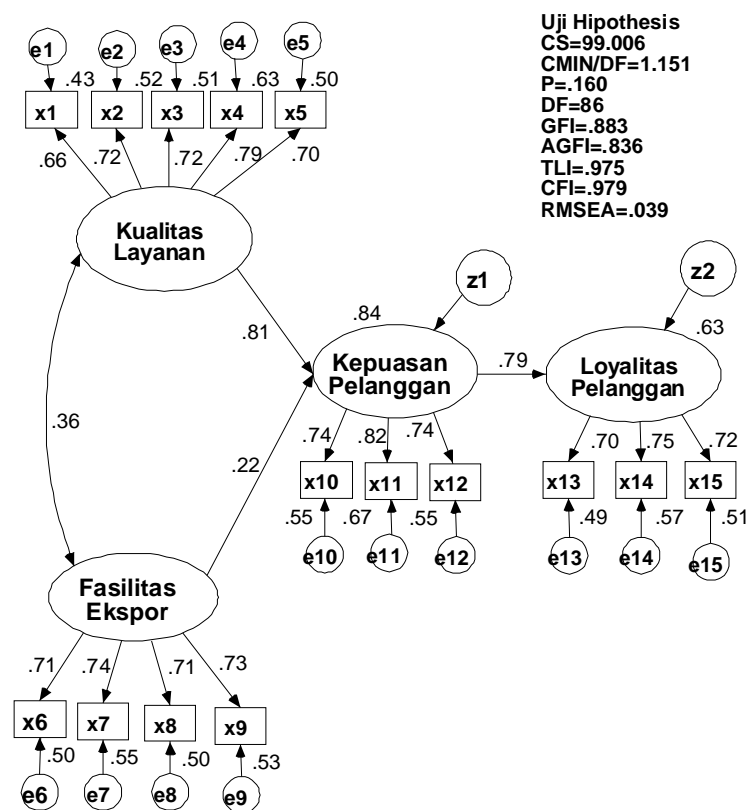 Uji Hipothesis
CS=99.006
CMIN/DF=1.151
P=.160
DF=86
GFI=.883
AGFI=.836
TLI=.975
CFI=.979
RMSEA=.039
e1 e2 e3 e4 e5
.43 .52 .51 .63 .50
x1 x2 x3 x4 x5
.66 .72 .72 .79 .70
Kualitas
Layanan
z1 z2
.81 .84 .63
Kepuasan
Pelanggan
.79
Loyalitas
Pelanggan
.36
.22
.74 .82 .74 .70 .75 .72
x10 x11 x12 x13 x14 x15
.55 .67 .55 .49 .57 .51
e10 e11 e12 e13 e14 e15
Fasilitas
Ekspor
.71 .74 .71 .73
x6 x7 x8 x9
.50 .55 .50 .53
e6 e7 e8 e9